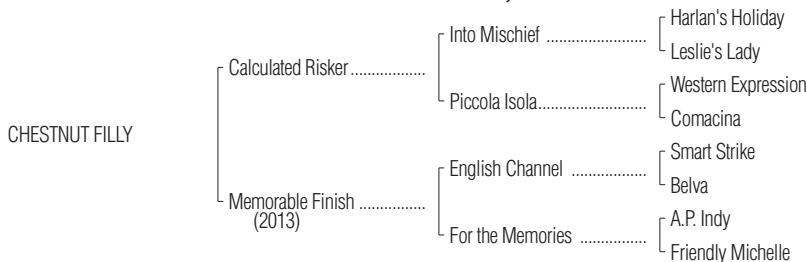 Harlan's Holiday
Into Mischief ........................
Leslie's Lady
Calculated Risker ..................
Western Expression
Piccola Isola ..........................
Comacina
CHESTNUT FILLY
Smart Strike
English Channel ..................
Belva
Memorable Finish ................
(2013)
A.P. Indy
For the Memories ................
Friendly Michelle